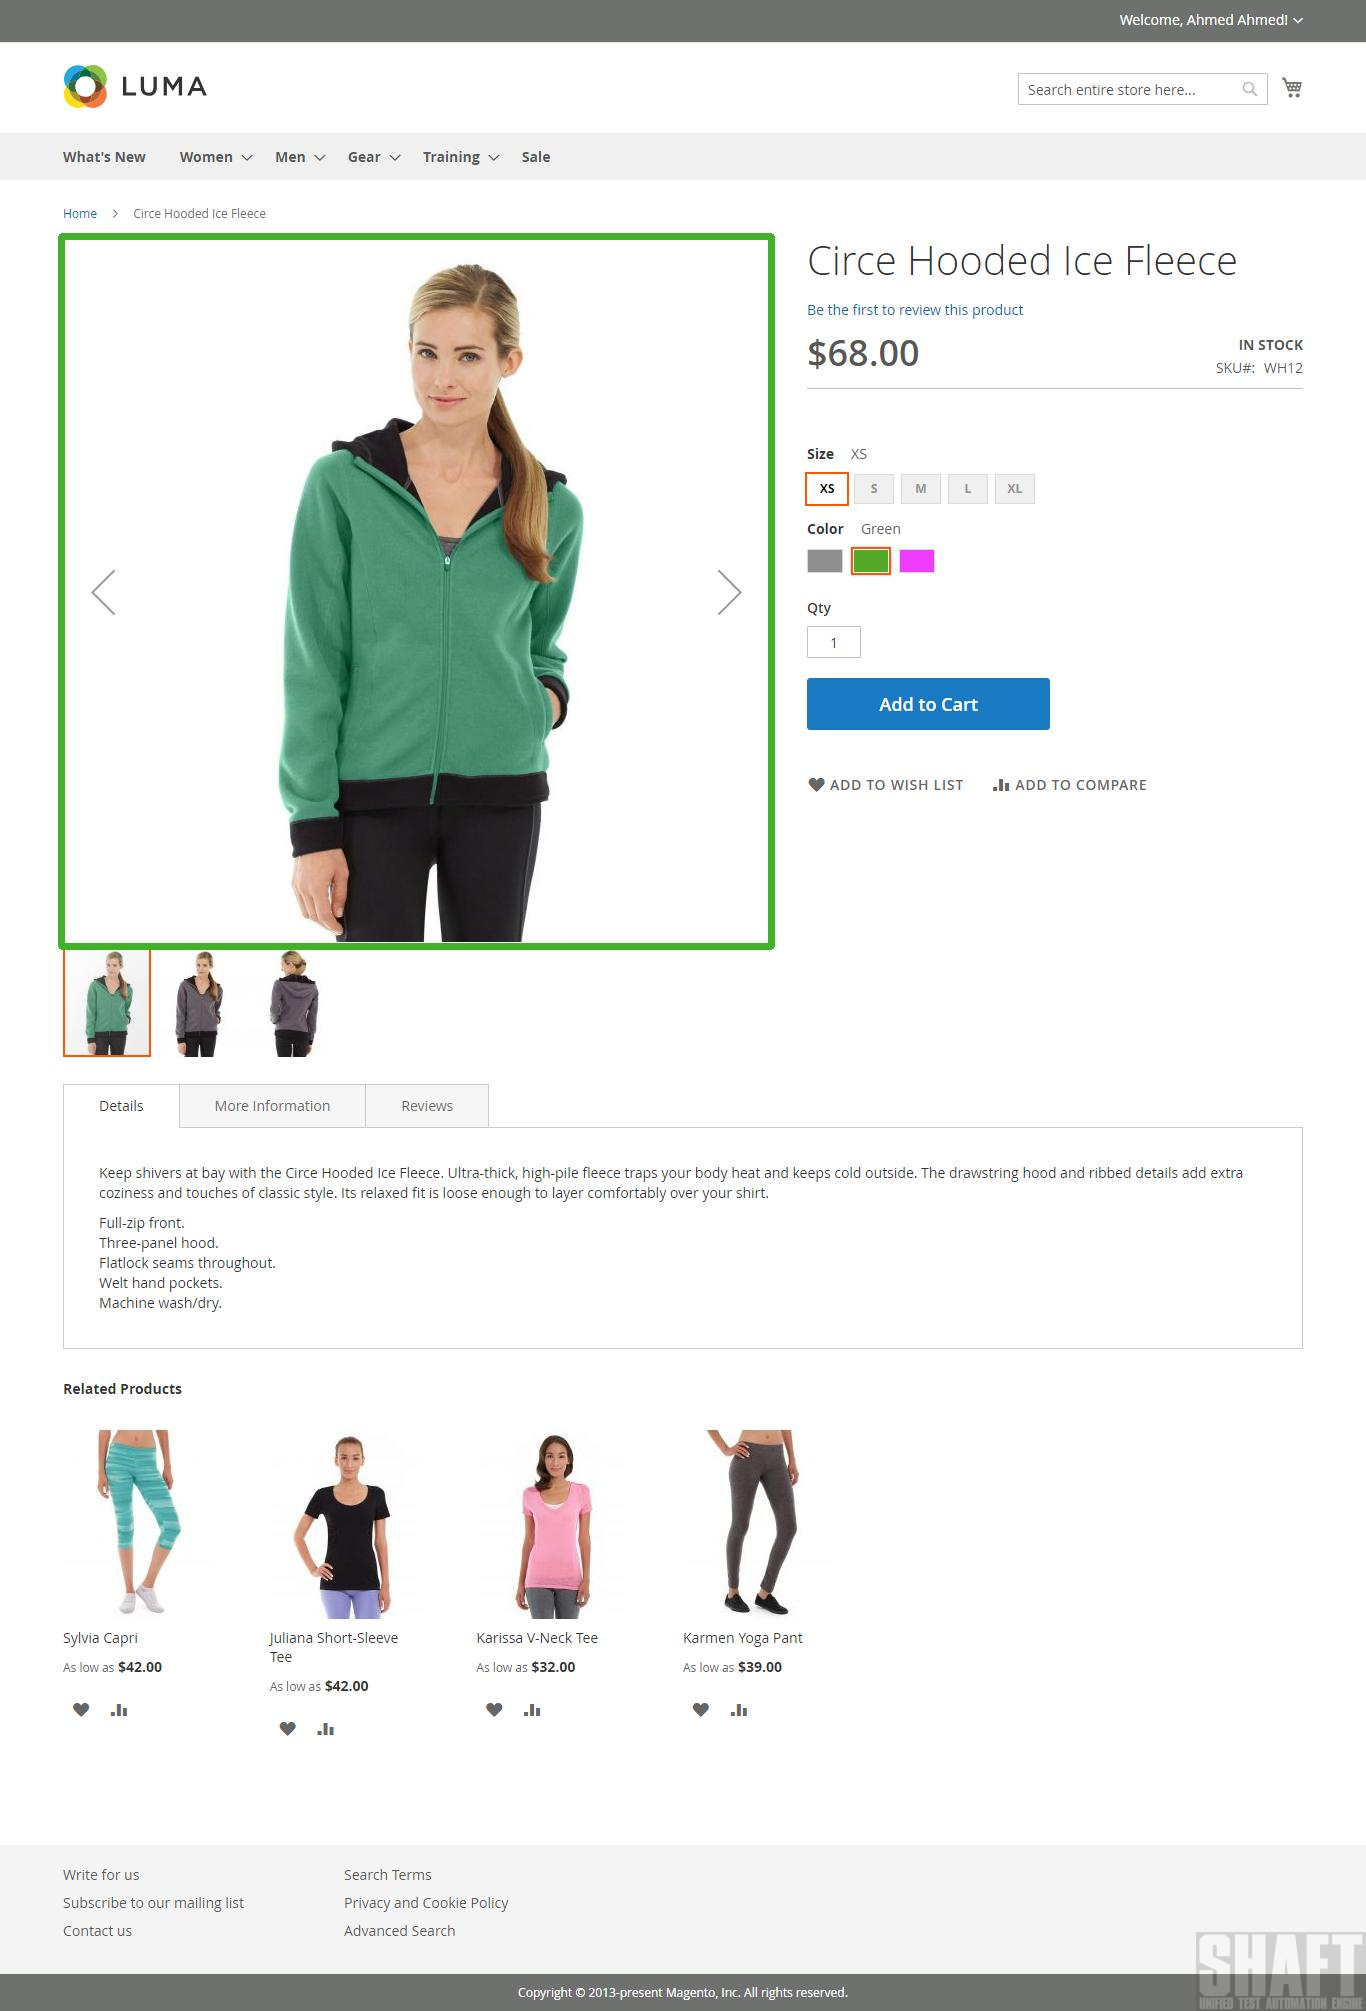 Welcome, Ahmed Ahmed!
LUMA
Search entire store here...
What's New Women Men Gear Training Sale
Home Circe Hooded Ice Fleece
Circe Hooded Ice Fleece
Be the first to review this product
$68.00
IN STOCK
SKU#: WH12
Size XS
XS S M L XL
Color Green
Qty
1
Add to Cart
ADD TO WISH LIST ADD TO COMPARE
Details More Information Reviews
Keep shivers at bay with the Circe Hooded Ice Fleece. Ultra-thick, high-pile fleece traps your body heat and keeps cold outside. The drawstring hood and ribbed details add extra
coziness and touches of classic style. Its relaxed fit is loose enough to layer comfortably over your shirt.
Full-zip front.
Three-panel hood.
Flatlock seams throughout.
Welt hand pockets.
Machine wash/dry.
Related Products
Sylvia Capri
As low as $42.00
Juliana Short-Sleeve
Tee
As low as $42.00
Karissa V-Neck Tee
As low as $32.00
Karmen Yoga Pant
As low as $39.00
Write for us
Subscribe to our mailing list
Contact us
Search Terms
Privacy and Cookie Policy
Advanced Search
SHAFT
UNIFIED TEST AUTOMATION ENGINE
Copyright © 2013-present Magento, Inc. All rights reserved.